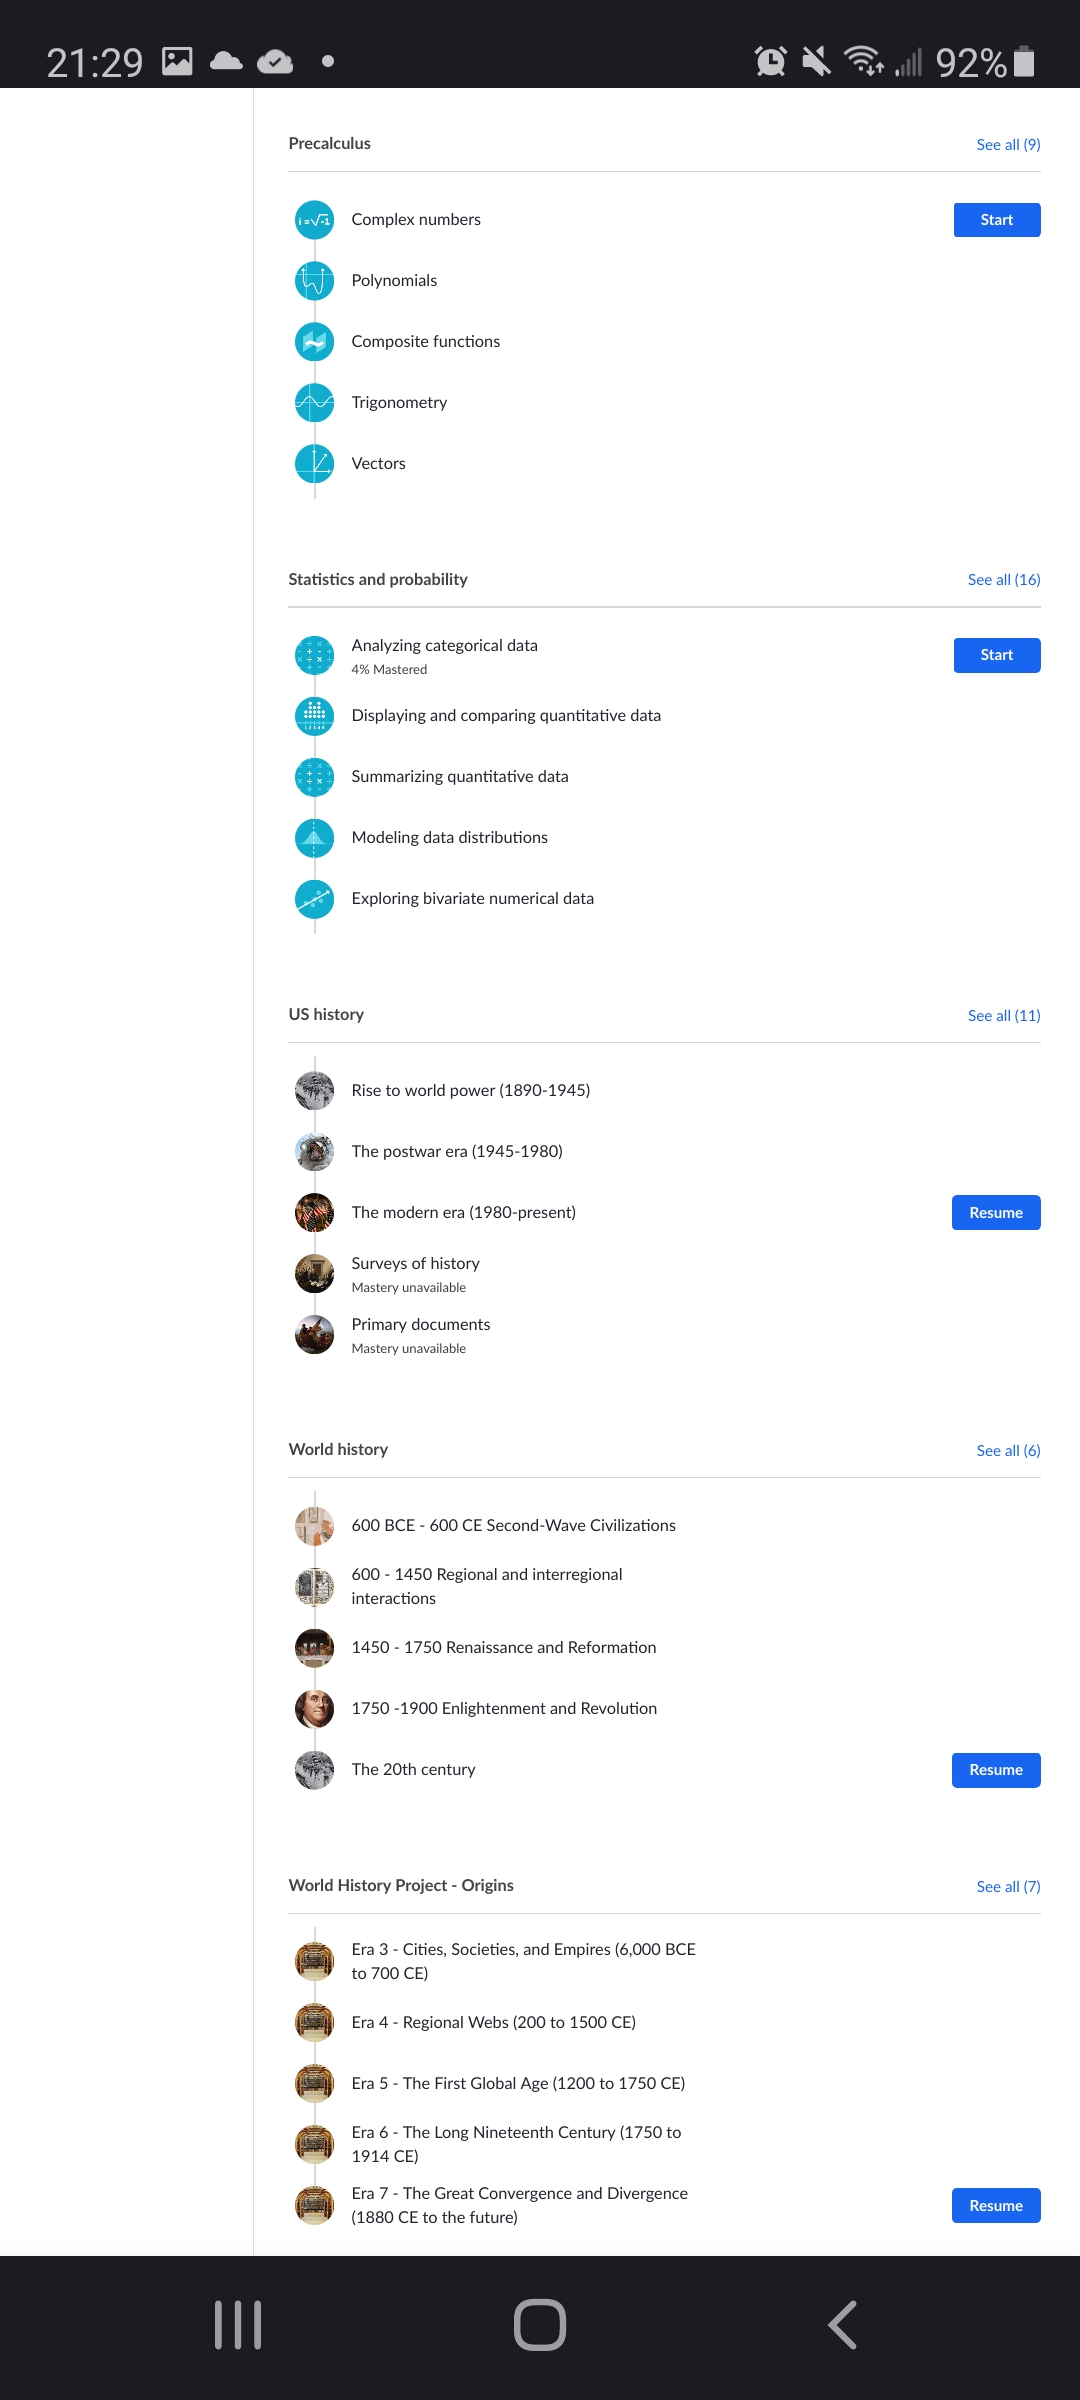 21:29
92%
Precalculus
See all (9)
i=√-1
Complex numbers
Start
Polynomials
Composite functions
Trigonometry
Vectors
Statistics and probability
See all (16)
Analyzing categorical data
4% Mastered
Start
Displaying and comparing quantitative data
Summarizing quantitative data
Modeling data distributions
Exploring bivariate numerical data
US history
See all (11)
Rise to world power (1890-1945)
The postwar era (1945-1980)
The modern era (1980-present)
Resume
Surveys of history
Mastery unavailable
Primary documents
Mastery unavailable
World history
See all (6)
600 BCE - 600 CE Second-Wave Civilizations
600 - 1450 Regional and interregional
interactions
1450 - 1750 Renaissance and Reformation
1750 -1900 Enlightenment and Revolution
The 20th century
Resume
World History Project - Origins
See all (7)
Era 3 - Cities, Societies, and Empires (6,000 BCE
to 700 CE)
Era 4 - Regional Webs (200 to 1500 CE)
Era 5 - The First Global Age (1200 to 1750 CE)
Era 6 - The Long Nineteenth Century (1750 to
1914 CE)
Era 7 - The Great Convergence and Divergence
(1880 CE to the future)
Resume